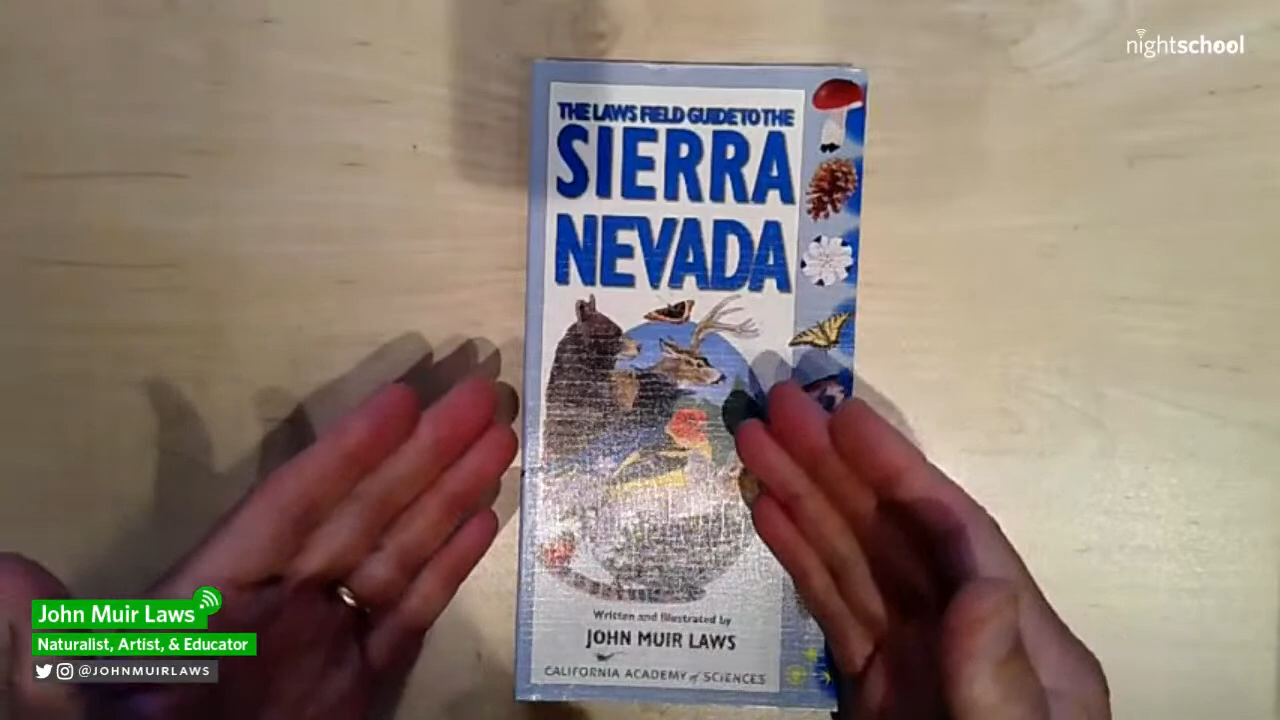 nightschool
THE LAWS FIELD GUIDE TO THE
SIERRA
NEVADA
Written and Illustrated by
JOHN MUIR LAWS
CALIFORNIA ACADEMY of SCIENCES
John Muir Laws
Naturalist, Artist, & Educator
@JOHNMUIRLAWS